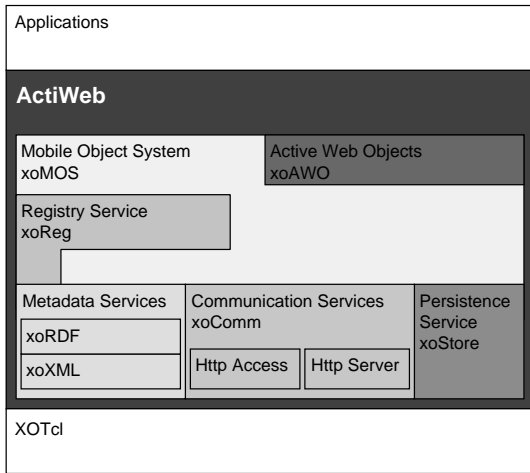 Applications
ActiWeb
Mobile Object System
xoMOS
Active Web Objects
xoAWO
Registry Service
xoReg
Metadata Services
xoRDF
xoXML
Communication Services
xoComm
Http Access
Http Server
Persistence
Service
xoStore
XOTcl